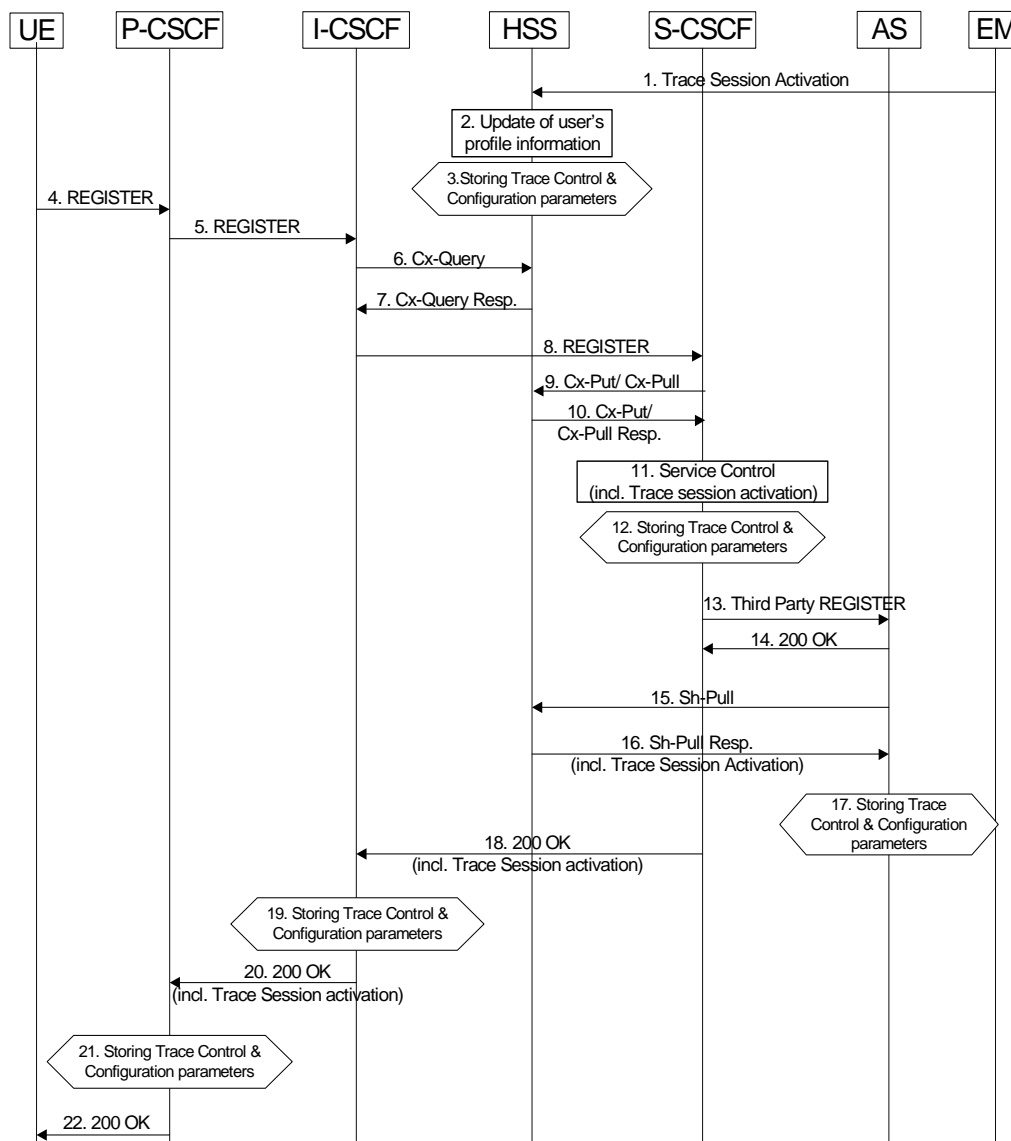 UE P-CSCF I-CSCF HSS S-CSCF AS EM
1. Trace Session Activation
2. Update of user's
profile information
3.Storing Trace Control &
Configuration parameters
4. REGISTER
5. REGISTER
6. Cx-Query
7. Cx-Query Resp.
8. REGISTER
9. Cx-Put/ Cx-Pull
10. Cx-Put/
Cx-Pull Resp.
11. Service Control
(incl. Trace session activation)
12. Storing Trace Control &
Configuration parameters
13. Third Party REGISTER
14. 200 OK
15. Sh-Pull
16. Sh-Pull Resp.
(incl. Trace Session Activation)
17. Storing Trace
Control & Configuration
parameters
18. 200 OK
(incl. Trace Session activation)
19. Storing Trace Control &
Configuration parameters
20. 200 OK
(incl. Trace Session activation)
21. Storing Trace Control &
Configuration parameters
22. 200 OK